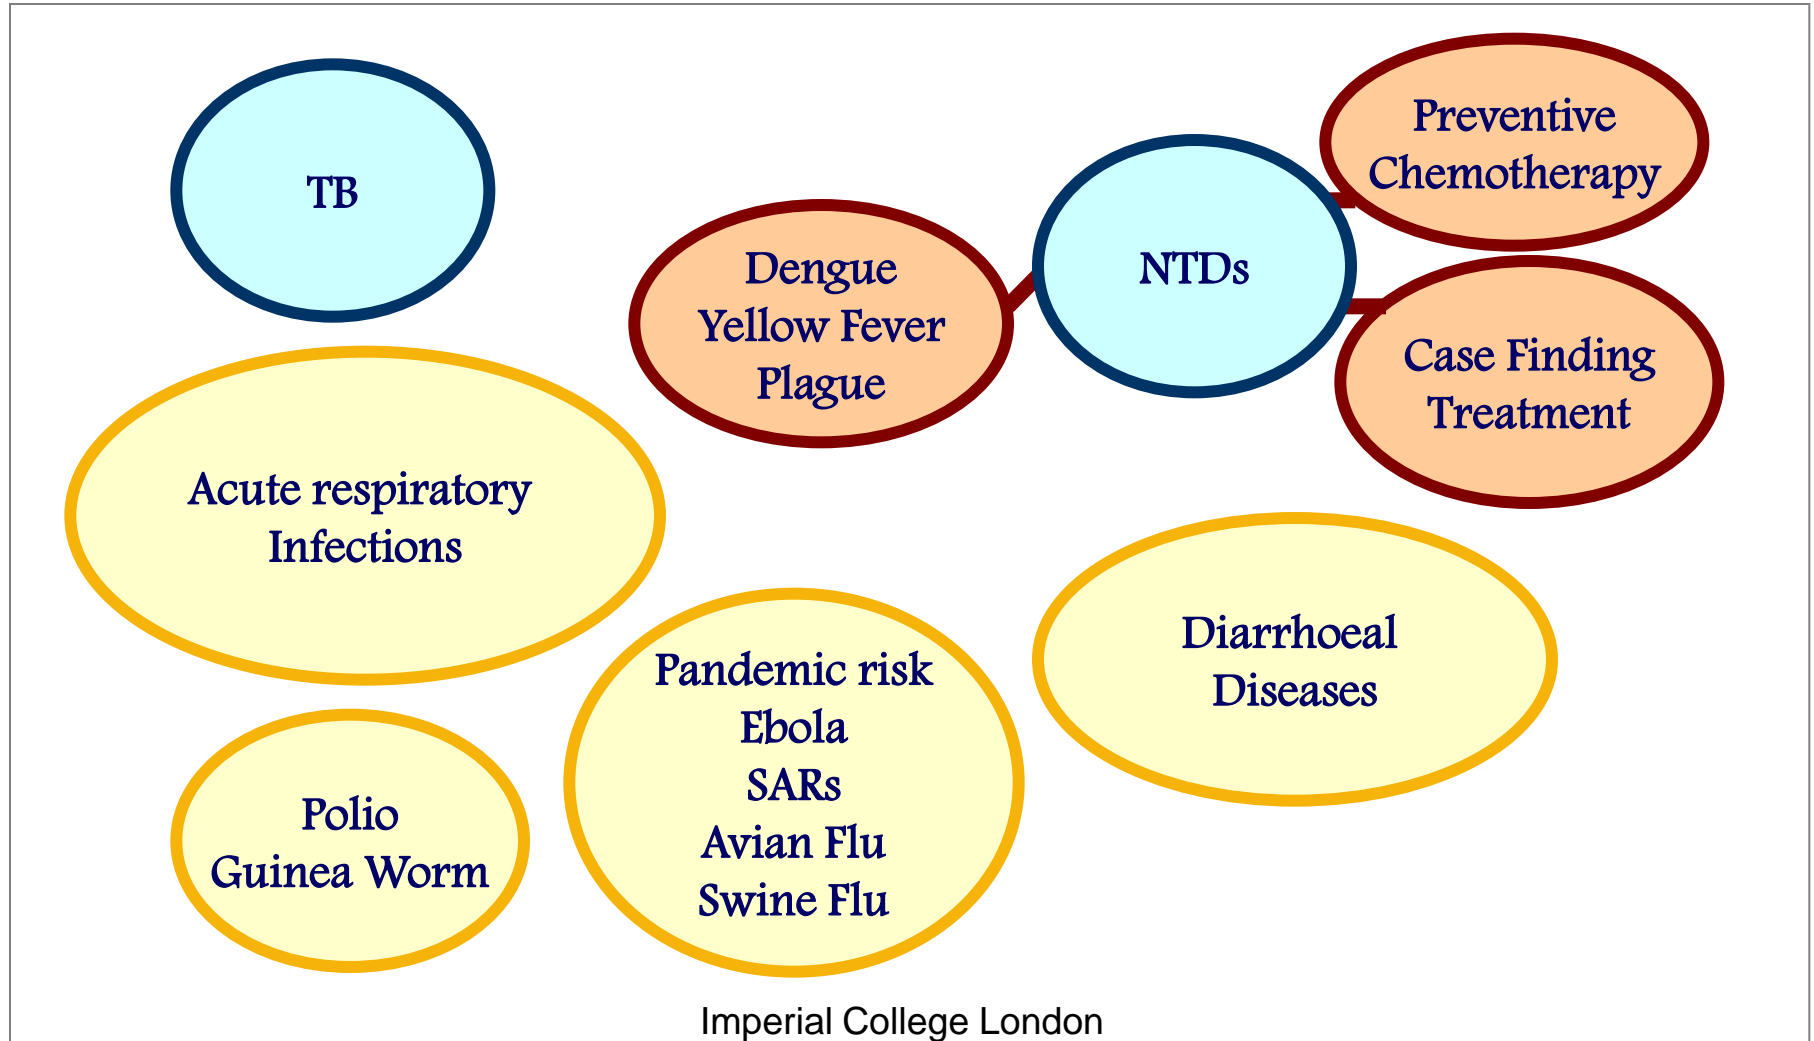 TB
Preventive
Chemotherapy
NTDs
Dengue
Yellow Fever
Plague
Case Finding
Treatment
Acute respiratory
Infections
Diarrhoeal
Diseases
Pandemic risk
Ebola
SARs
Avian Flu
Swine Flu
Polio
Guinea Worm
Imperial College London